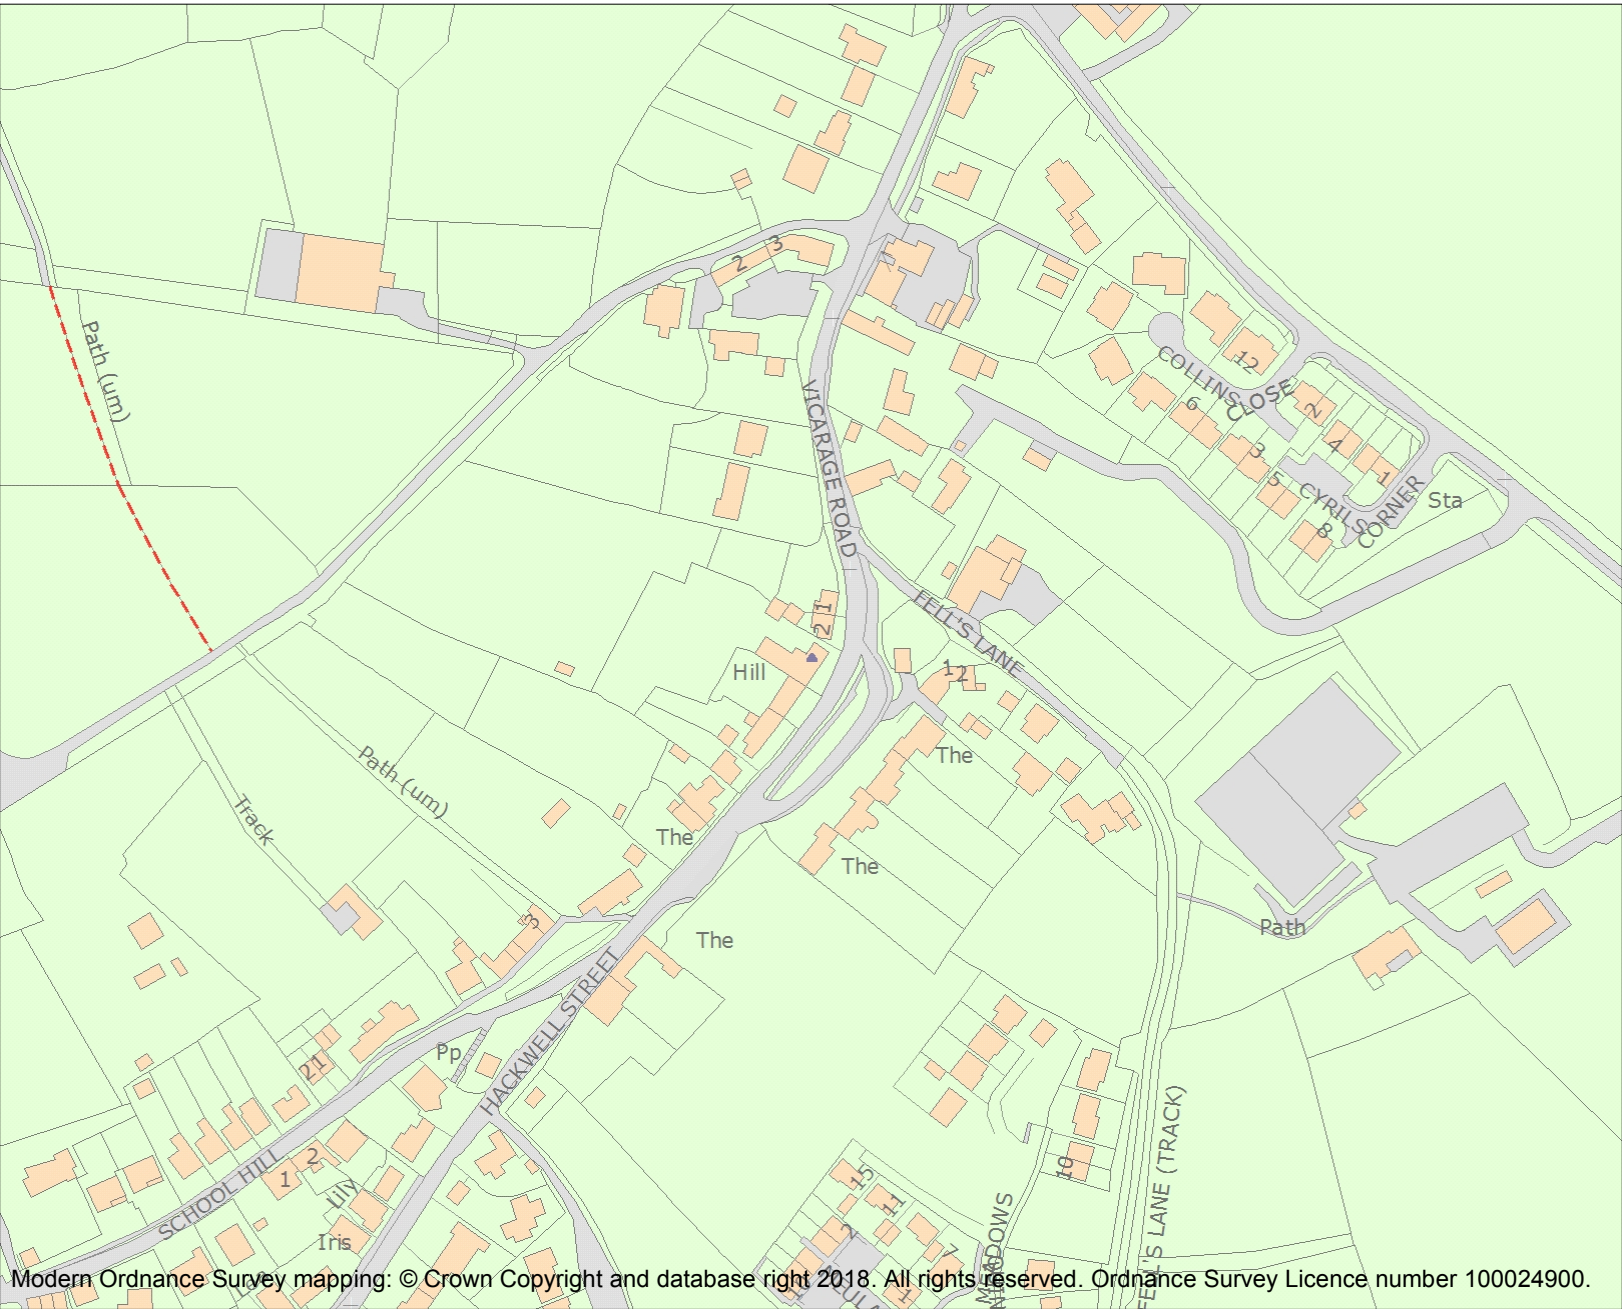 3
2
7
Path (um)
12
COLLINS CLOSE
VICARAGE ROAD
6
2
4
3
1
5
CYRILS CORNER
Sta
8
1
2
FELL'S LANE
Hill
1
2
The
Path (um)
Track
The
The
3
The
Path
HACKWELL STREET
Pp
21
FELL'S LANE (TRACK)
2
1
10
SCHOOL HILL
15
11
Lily
2
7
Iris
MEADOWS
1
Modern Ordnance Survey mapping: © Crown Copyright and database right 2018. All rights reserved. Ordnance Survey Licence number 100024900.